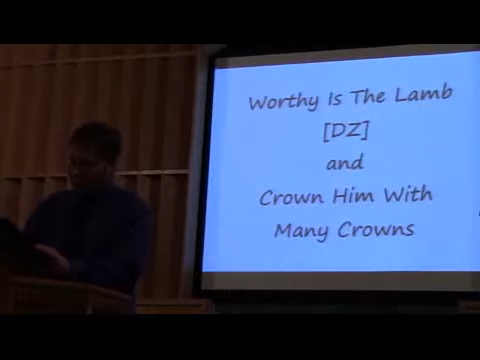 Worthy Is The Lamb
[DZ]
and
Crown Him With
Many Crowns